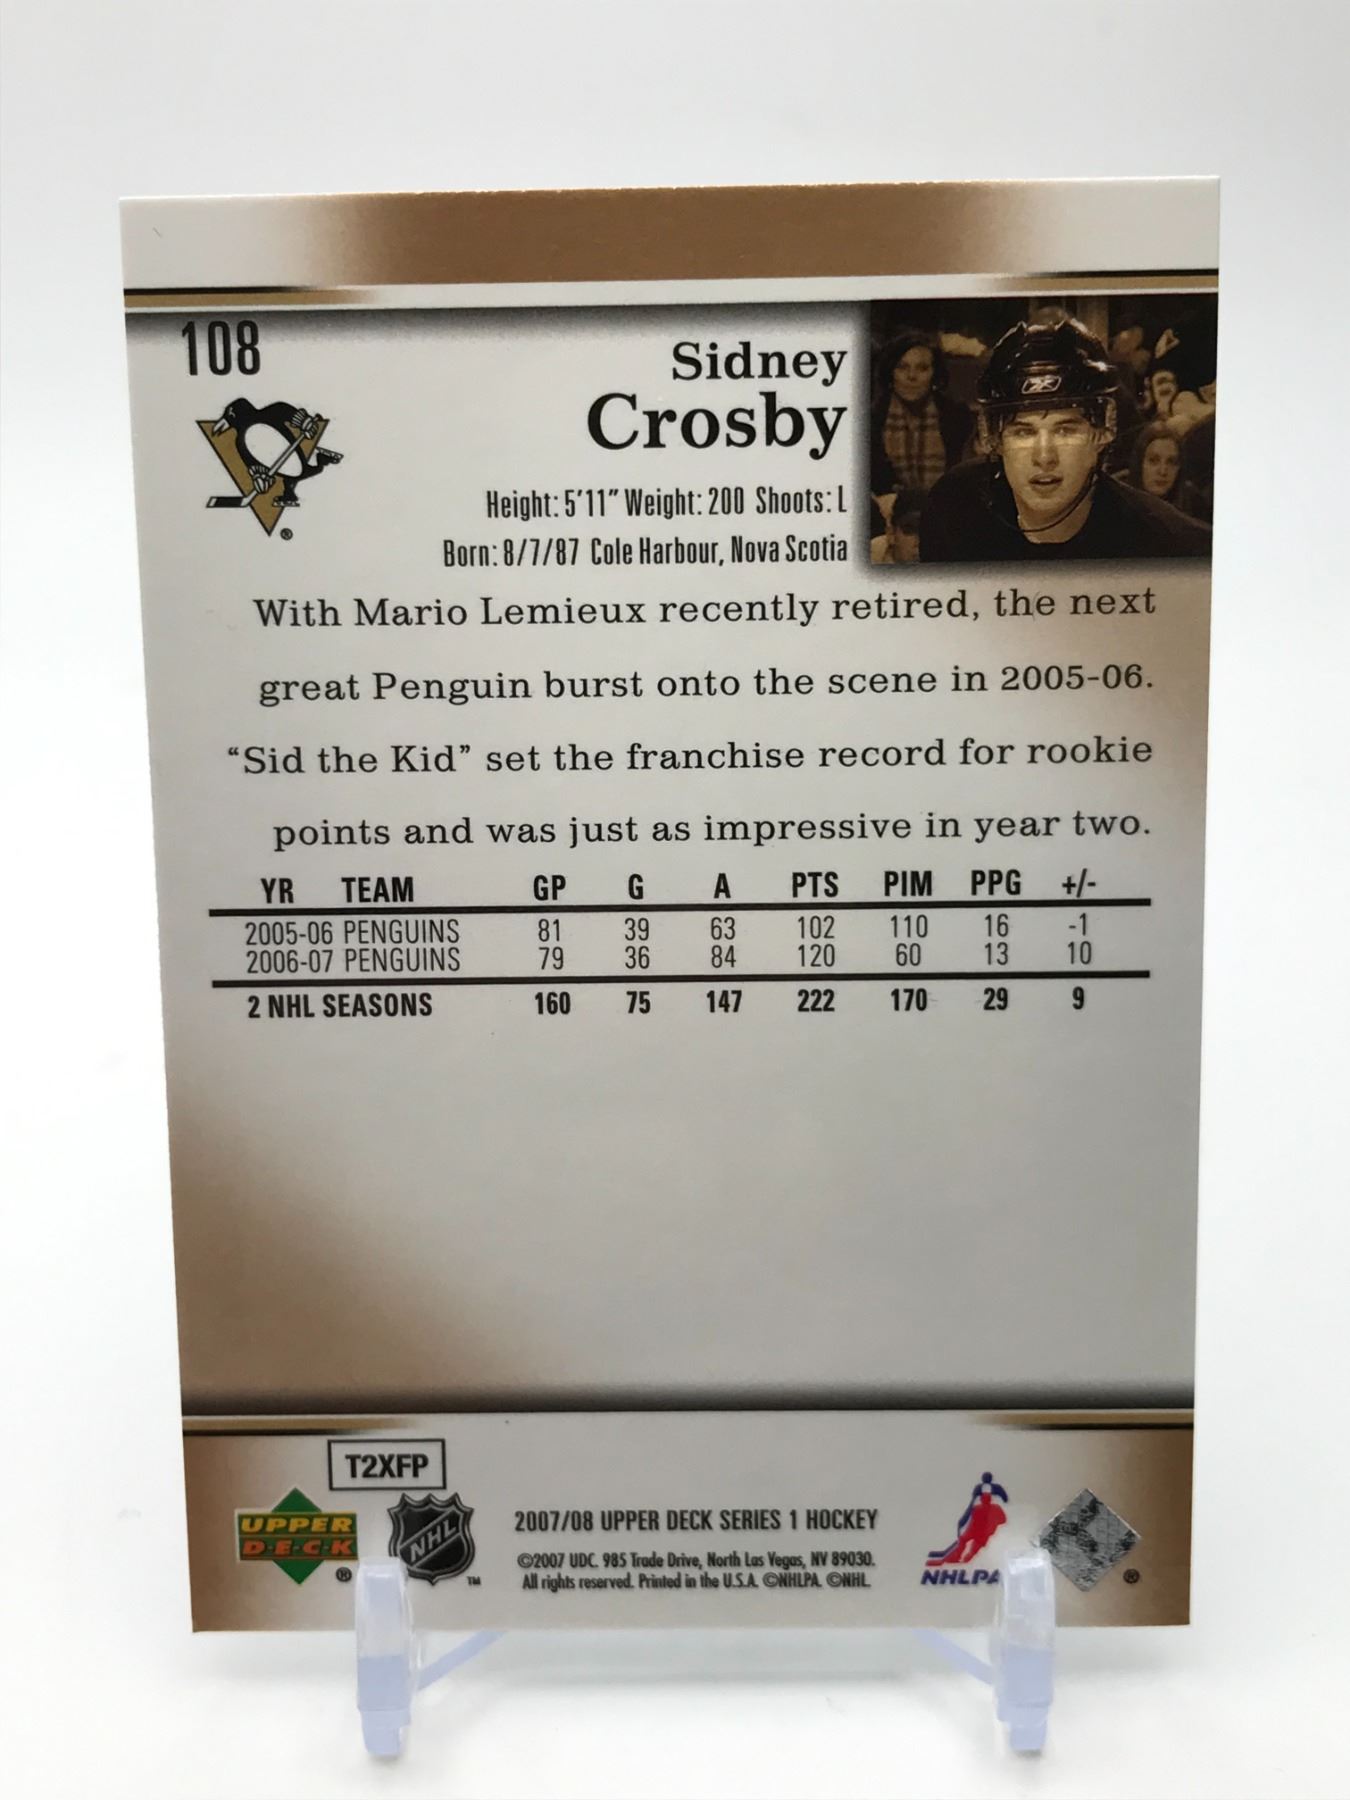 108
Sidney
Crosby
Height: 5'11" Weight: 200 Shoots: L
Born: 8/7/87 Cole Harbour, Nova Scotia
With Mario Lemieux recently retired, the next
great Penguin burst onto the scene in 2005-06.
“Sid the Kid” set the franchise record for rookie
points and was just as impressive in year two.
YR TEAM GP G A PTS PIM PPG +/-
2005-06 PENGUINS 81 39 63 102 110 16 -1
2006-07 PENGUINS 79 36 84 120 60 13 10
2 NHL SEASONS 160 75 147 222 170 29 9
T2XFP
UPPER
D·E·C·K
®
NHL
™
2007/08 UPPER DECK SERIES 1 HOCKEY
©2007 UDC. 985 Trade Drive, North Las Vegas, NV 89030.
All rights reserved. Printed in the U.S.A. ©NHLPA. ©NHL.
NHLPA
®